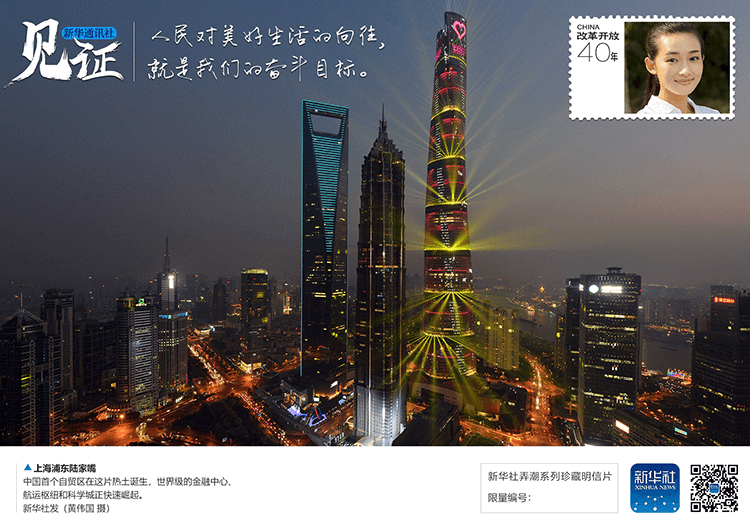 新华通讯社
见证
人民对美好生活的向往，
就是我们的奋斗目标。
CHINA
改革开放
40年
▲上海浦东陆家嘴
中国首个自贸区在这片热土诞生，世界级的金融中心、
航运枢纽和科学城正快速崛起。
新华社发（黄伟国 摄）
新华社弄潮系列珍藏明信片
限量编号：
新华社
XINHUA NEWS